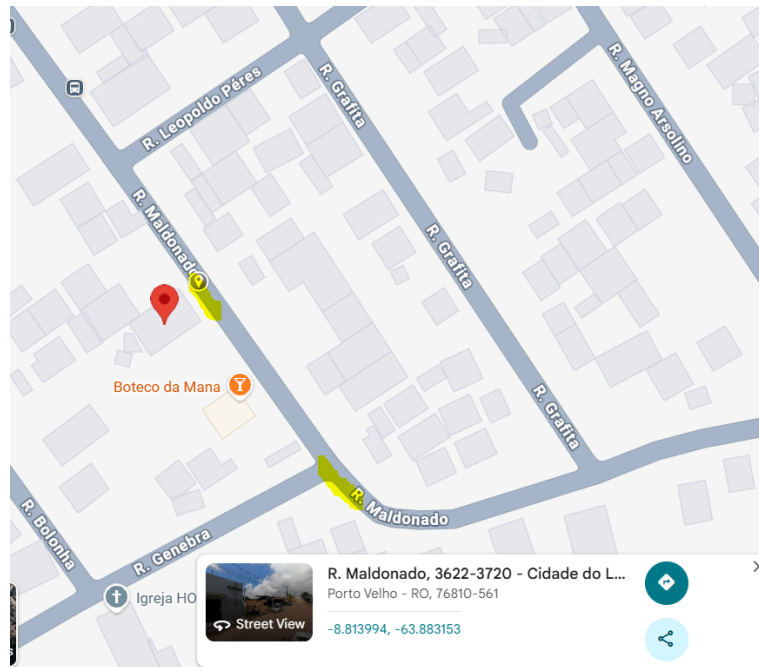 R. Leopoldo Péres
R. Grafita
R. Magno Arsolino
R. Maldonado
R. Grafita
Boteco da Mana
R. Grafita
R. Maldonado
R. Bolonha
R. Genebra
Igreja HO
Street View
R. Maldonado, 3622-3720 - Cidade do L...
Porto Velho - RO, 76810-561
-8.813994, -63.883153